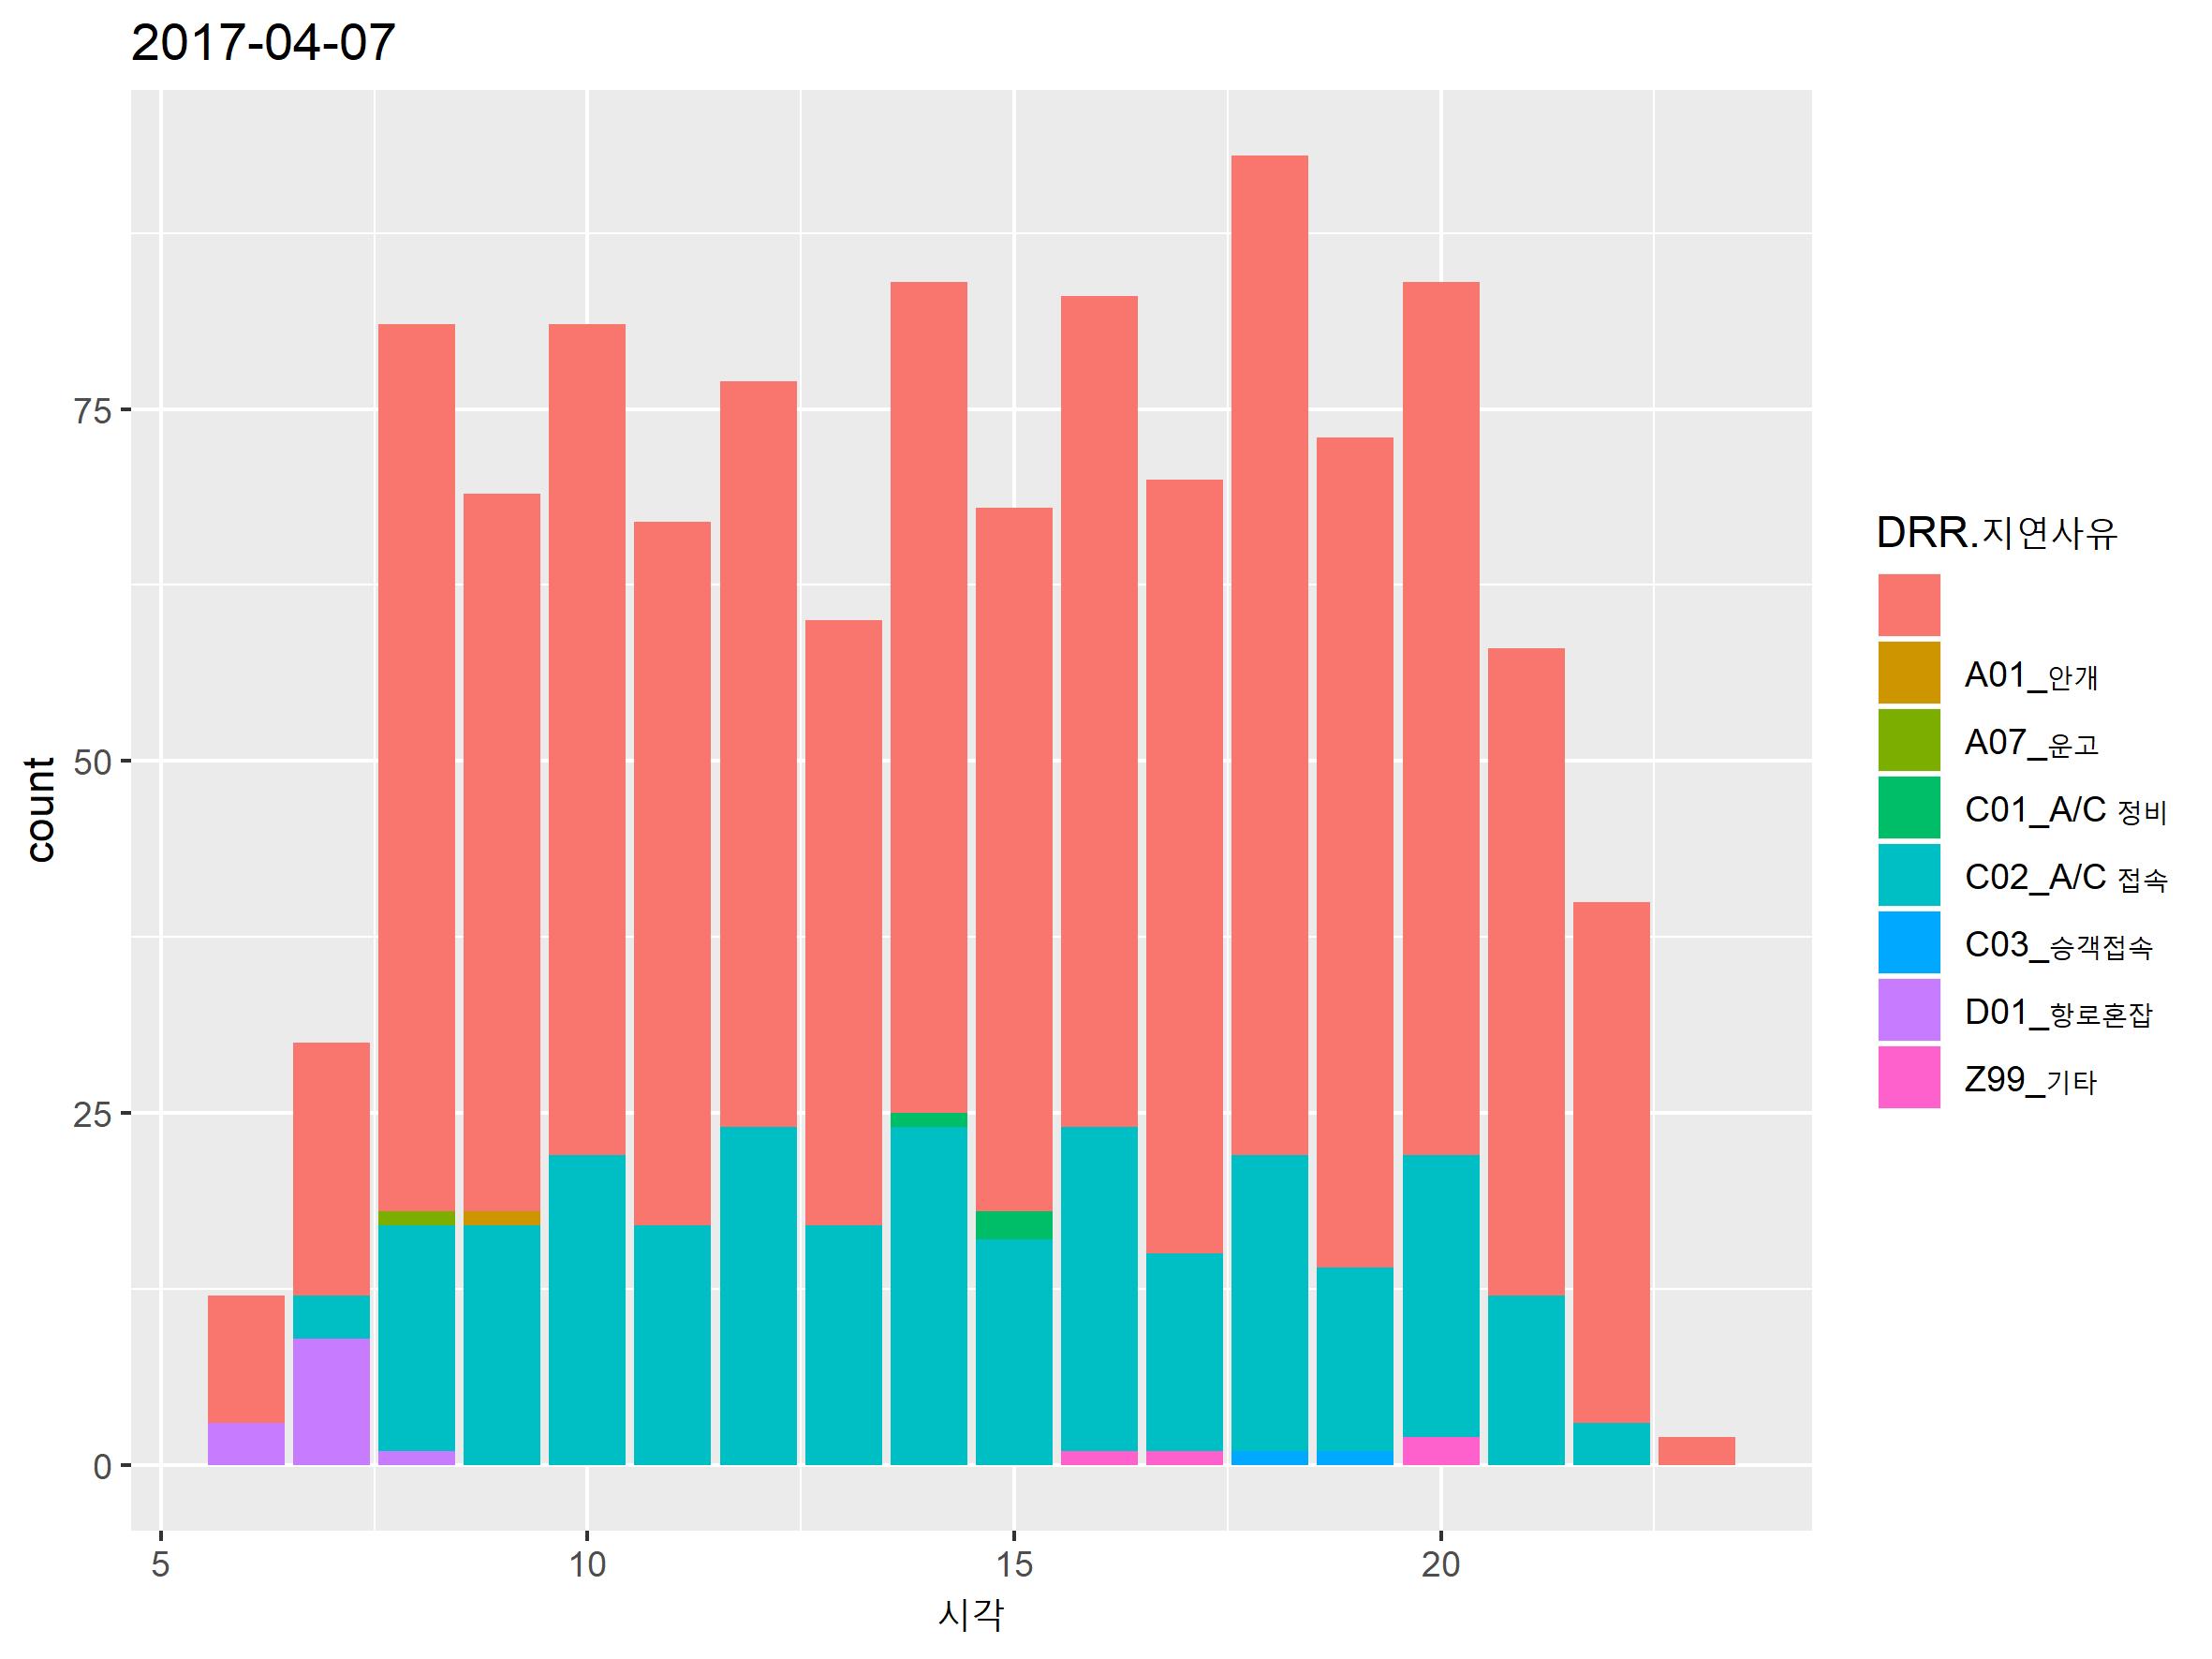 2017-04-07
count
75
50
25
0
5 10 15 20
시각
DRR.지연사유
A01_안개
A07_운고
C01_A/C 정비
C02_A/C 접속
C03_승객접속
D01_항로혼잡
Z99_기타